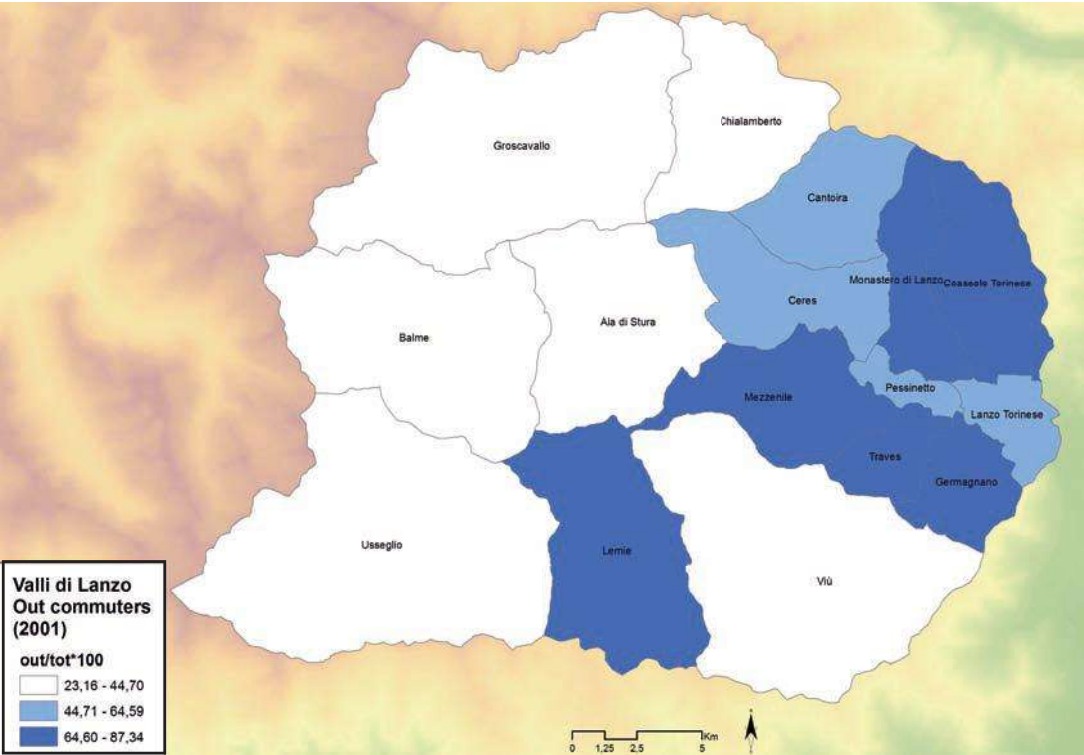 Chialamberto
Groscavallo
Cantoira
Monastero di Lanzo
Coassolo Torinese
Ceres
Ala di Stura
Balme
Pessinetto
Mezzenile
Lanzo Torinese
Traves
Germagnano
Usseglio
Lemie
Viù
Valli di Lanzo
Out commuters
(2001)
out/tot*100
23,16 - 44,70
44,71 - 64,59
64,60 - 87,34
Km
0 1,25 2,5 5